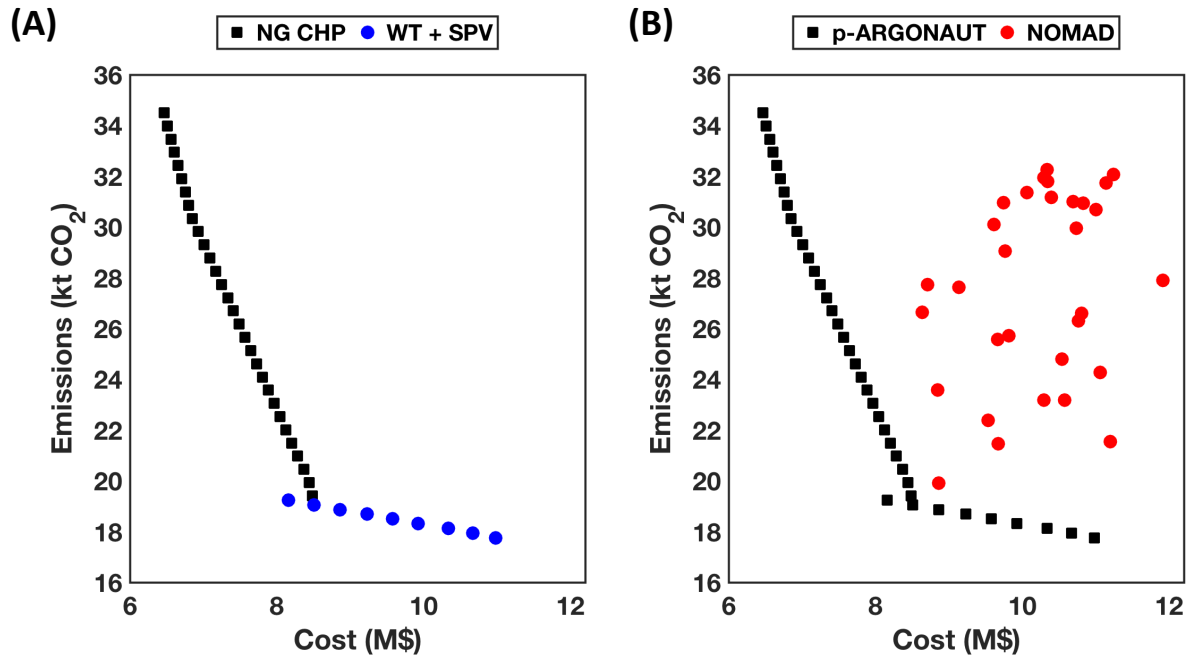 (A)
NG CHP WT + SPV
36
34
32
30
28
26
24
22
20
18
16
Emissions (kt CO2)
6 8 10 12
Cost (M$)
(B)
p-ARGONAUT NOMAD
36
34
32
30
28
26
24
22
20
18
16
Emissions (kt CO2)
6 8 10 12
Cost (M$)